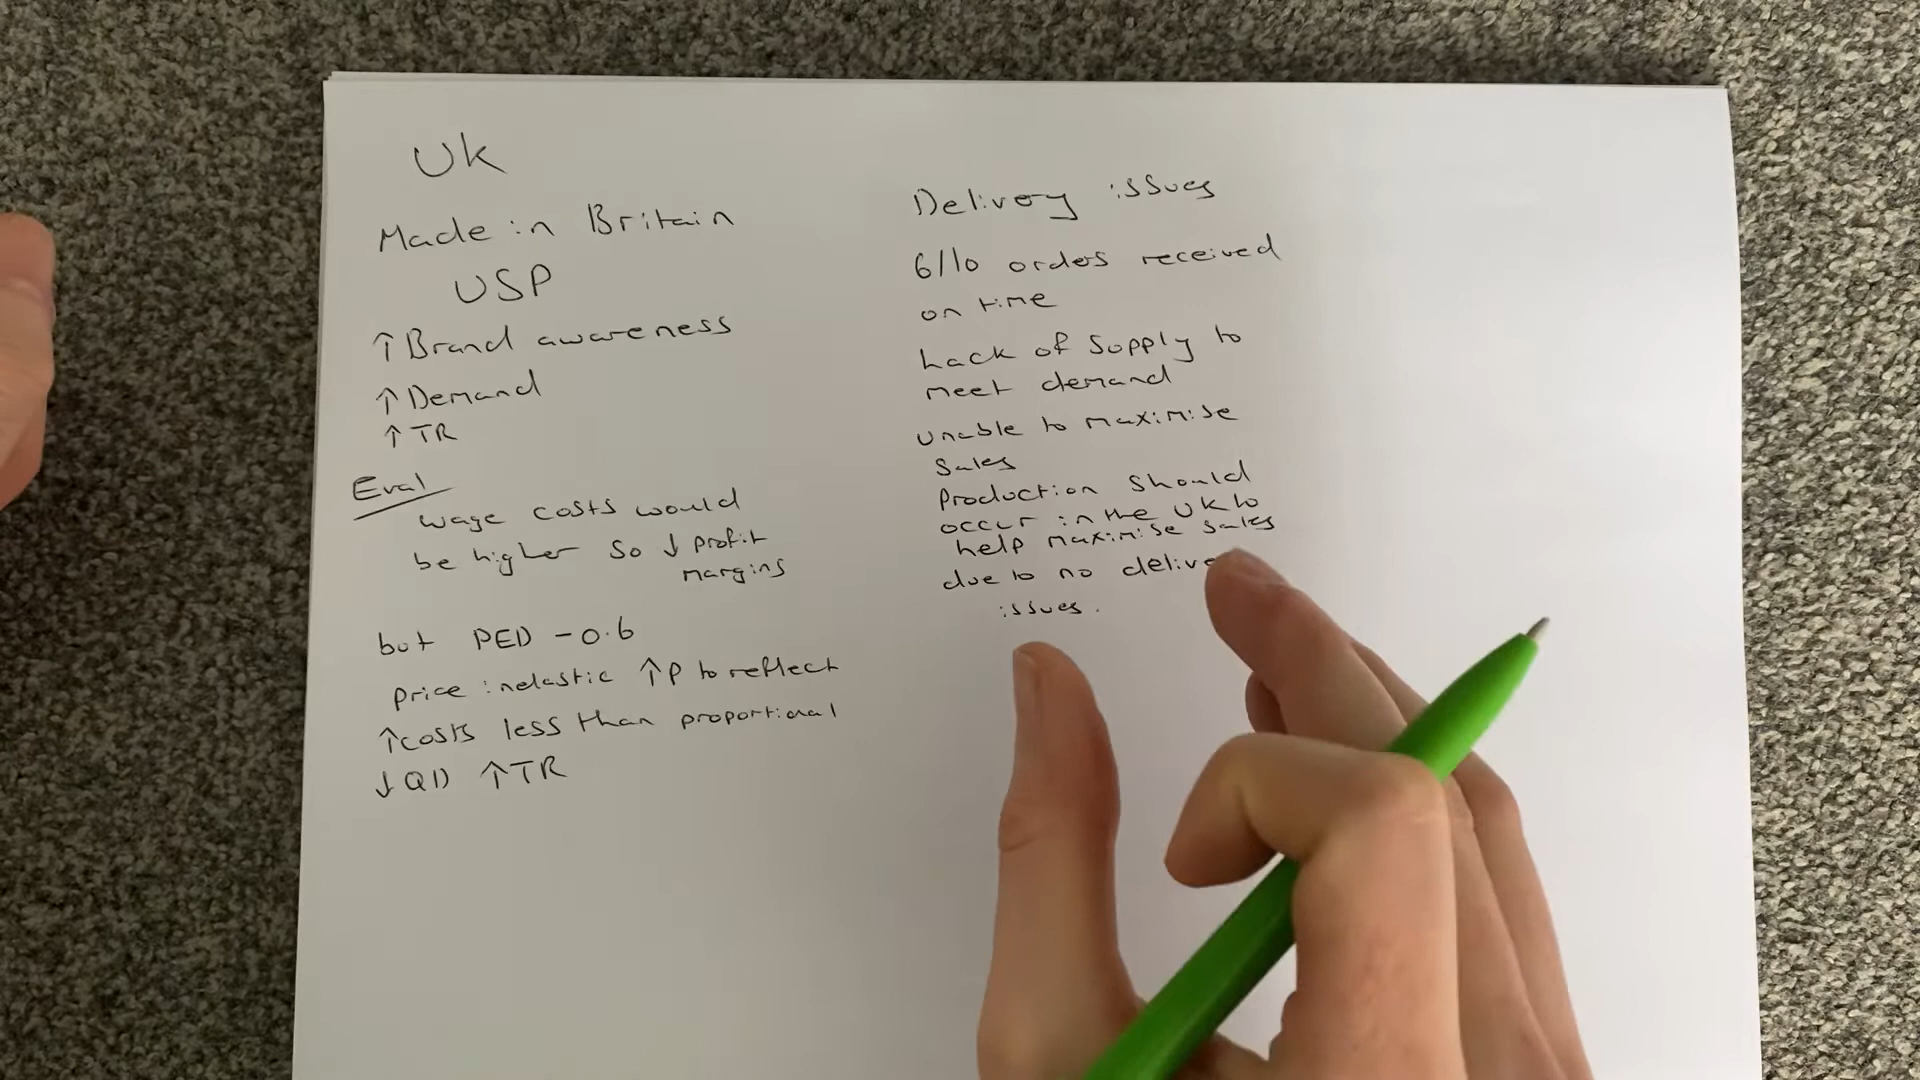 UK
Made in Britain
USP
↑ Brand awareness
↑ Demand
↑ TR
Eval
wage costs would
be higher so ↓ profit
margins
but PED -0.6
price inelastic ↑P to reflect
↑costs less than proportional
↓ QD ↑TR
Delivery issues
6/10 orders received
on time
Lack of supply to
meet demand
unable to maximise
sales
production should
occur in the UK to
help maximise sales
due to no
issues.